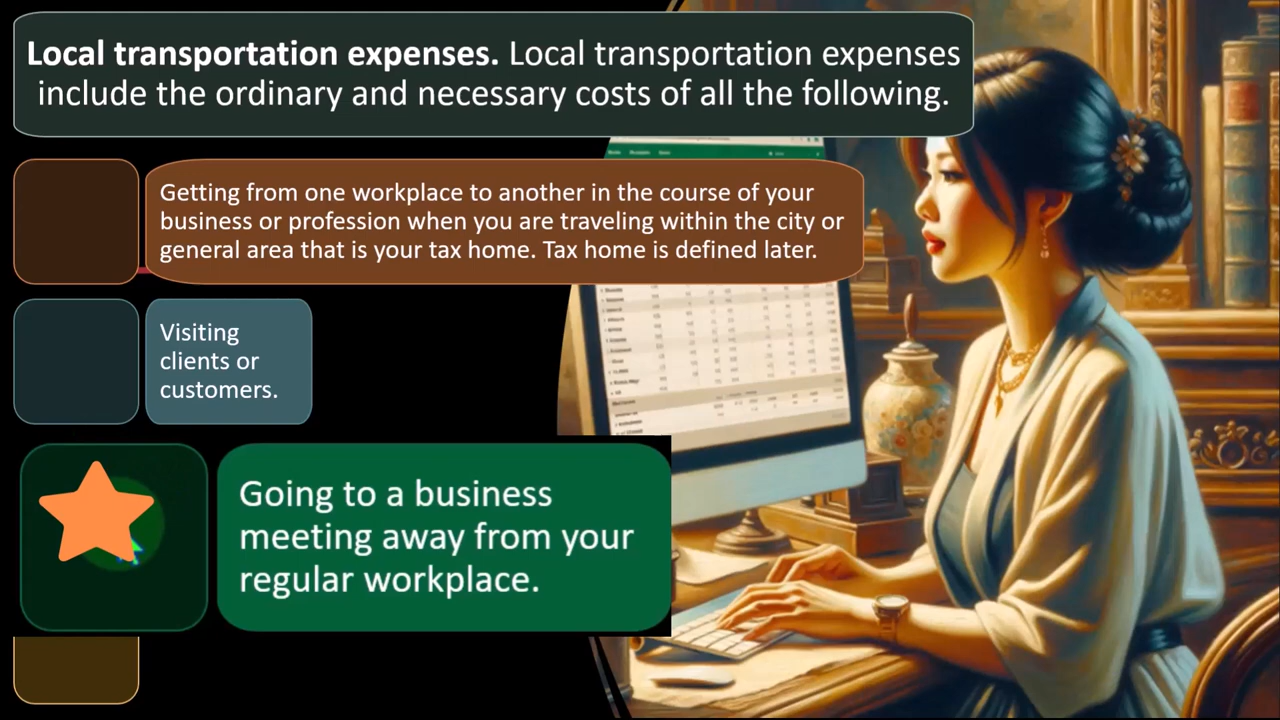 Local transportation expenses. Local transportation expenses
include the ordinary and necessary costs of all the following.
Getting from one workplace to another in the course of your
business or profession when you are traveling within the city or
general area that is your tax home. Tax home is defined later.
Visiting
clients or
customers.
Going to a business
meeting away from your
regular workplace.